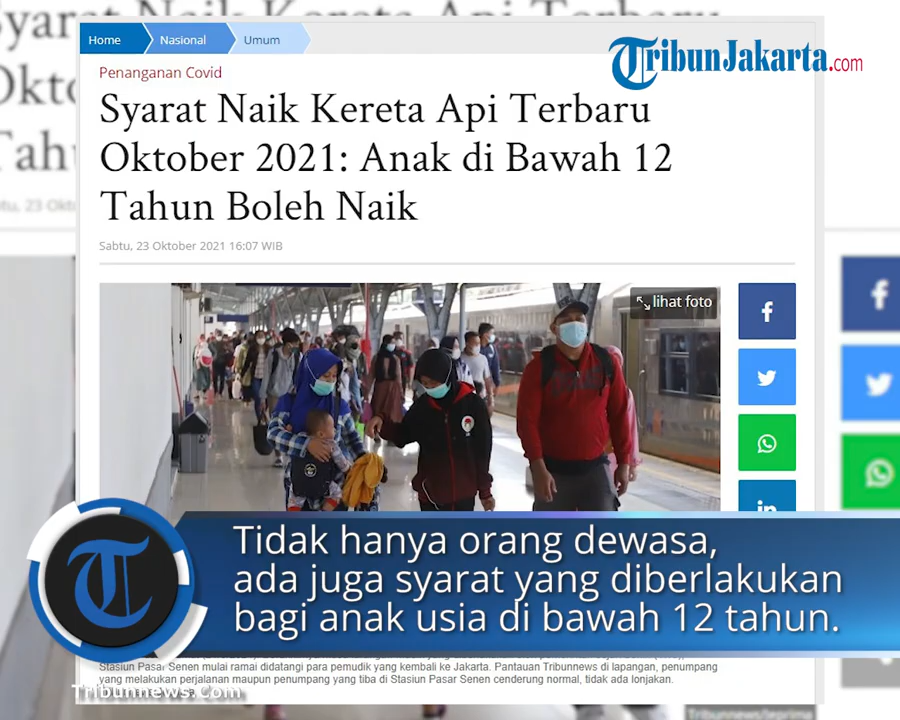 Home Nasional Umum
TribunJakarta.com
Penanganan Covid
Syarat Naik Kereta Api Terbaru
Oktober 2021: Anak di Bawah 12
Tahun Boleh Naik
Sabtu, 23 Oktober 2021 16:07 WIB
lihat foto
Tidak hanya orang dewasa,
ada juga syarat yang diberlakukan
bagi anak usia di bawah 12 tahun.
Stasiun Pasar Senen mulai ramai didatangi para pemudik yang kembali ke Jakarta. Pantauan Tribunnews di lapangan, penumpang
yang melakukan perjalanan maupun penumpang yang tiba di Stasiun Pasar Senen cenderung normal, tidak ada lonjakan.
Tribunnews.Com